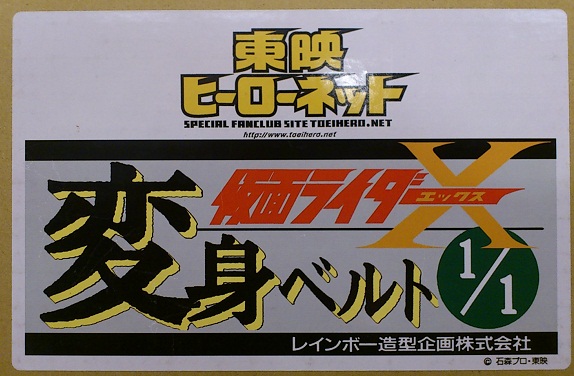 東映
ヒーローネット
SPECIAL FANCLUB SITE TOEIHERO.NET
http://www.toeihero.net
仮面ライダーX
エックス
変身ベルト
1/1
レインボー造型企画株式会社
© 石森プロ・東映